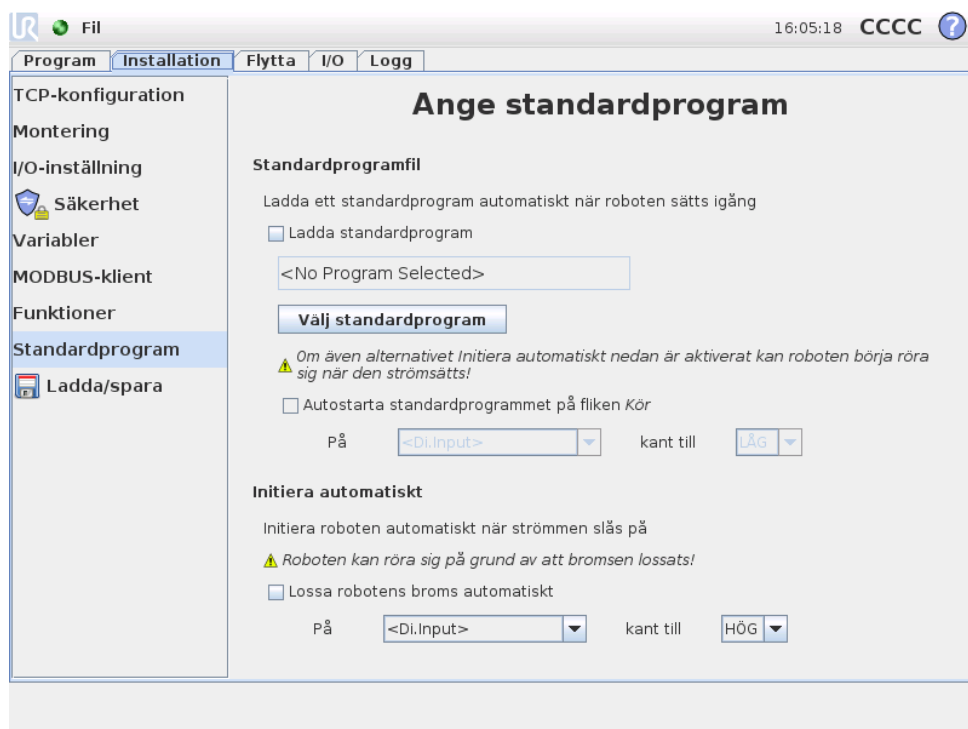 UR Fil 16:05:18 CCCC ?
Program Installation Flytta I/O Logg
TCP-konfiguration
Montering
I/O-inställning
Säkerhet
Variabler
MODBUS-klient
Funktioner
Standardprogram
Ladda/spara
Ange standardprogram
Standardprogramfil
Ladda ett standardprogram automatiskt när roboten sätts igång
Ladda standardprogram
<No Program Selected>
Välj standardprogram
Om även alternativet Initiera automatiskt nedan är aktiverat kan roboten börja röra
sig när den strömsätts!
Autostarta standardprogrammet på fliken Kör
På <Di.Input> kant till LÅG
Initiera automatiskt
Initiera roboten automatiskt när strömmen slås på
Roboten kan röra sig på grund av att bromsen lossats!
Lossa robotens broms automatiskt
På <Di.Input> kant till HÖG